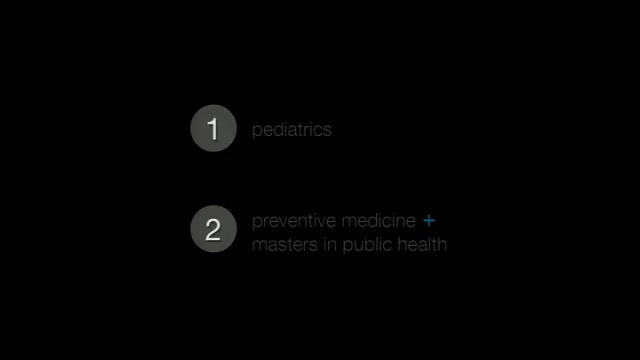 1 pediatrics
2 preventive medicine +
masters in public health